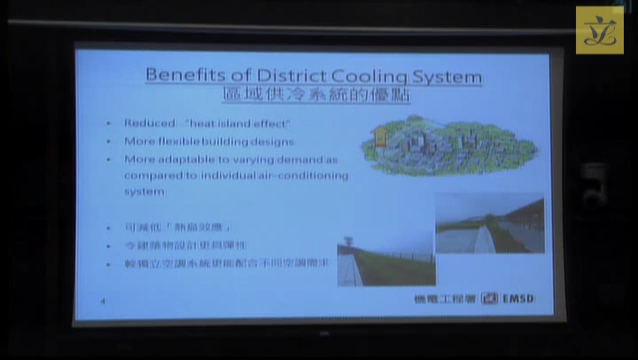 立
Benefits of District Cooling System
區域供冷系統的優點
• Reduced "heat island effect"
• More flexible building designs
• More adaptable to varying demand as
compared to individual air-conditioning
system
• 可減低「熱島效應」
• 令建築物設計更具彈性
• 較獨立空調系統更能配合不同空調需求
4
機電工程署 EMSD